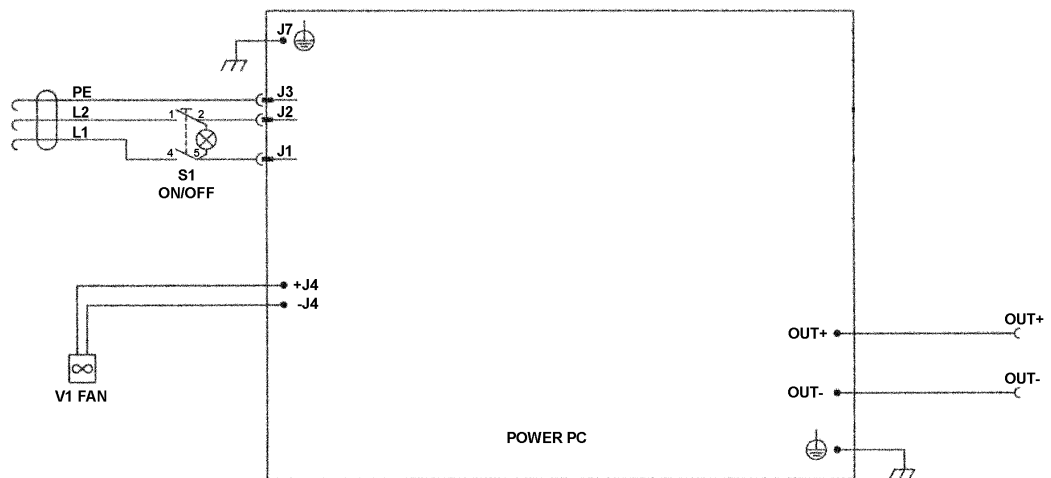 J7
PE
J3
L2
1
2
J2
L1
4
5
J1
S1
ON/OFF
+J4
-J4
OUT+
OUT+
OUT-
OUT-
V1 FAN
POWER PC